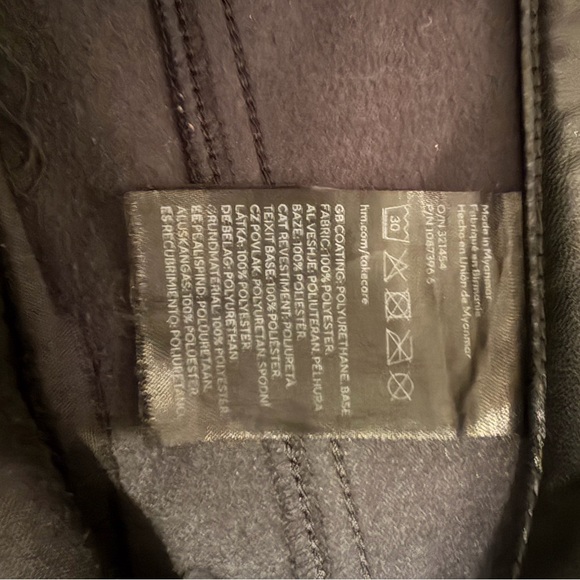 Made in Myanmar
Fabriqué en Birmanie
Hecho en Unión de Myanmar
O/N 321454
P/N 1087396 5
30
hm.com/takecare
GB COATING: POLYURETHANE. BASE
FABRIC: 100% POLYESTER.
AL VESHJE: POLIURETAN. PËLHURA
BAZË: 100% POLIESTER.
CAT REVESTIMENT: POLIURETÀ.
TEIXIT BASE: 100% POLIÈSTER.
CZ POVLAK: POLYURETAN. SPODNÍ
LÁTKA: 100% POLYESTER.
DE BELAG: POLYURETHAN.
GRUNDMATERIAL: 100% POLYESTER.
EE PEALISPIND: POLÜURETAAN.
ALUSKANGAS: 100% POLÜESTER.
ES RECUBRIMIENTO: POLIURETANO.